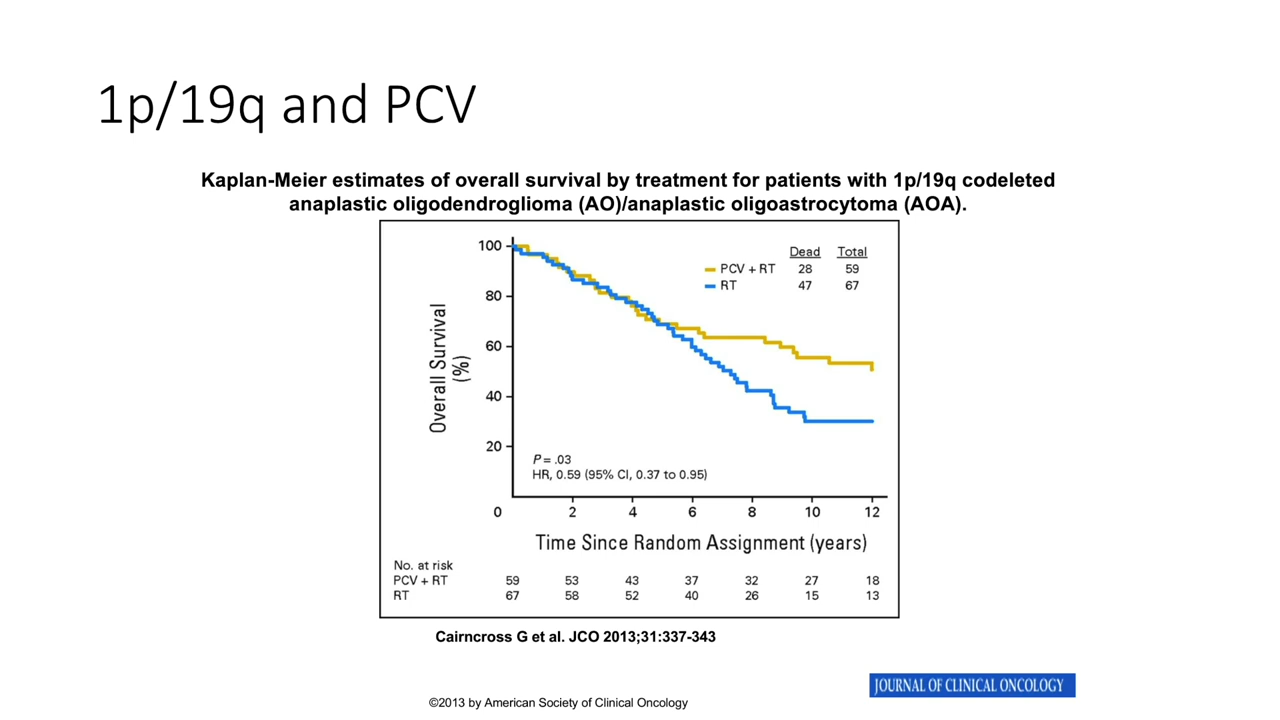 1p/19q and PCV
Kaplan-Meier estimates of overall survival by treatment for patients with 1p/19q codeleted
anaplastic oligodendroglioma (AO)/anaplastic oligoastrocytoma (AOA).
Dead Total
PCV + RT 28 59
RT 47 67
100
80
60
40
20
Overall Survival
(%)
P = .03
HR, 0.59 (95% CI, 0.37 to 0.95)
0 2 4 6 8 10 12
Time Since Random Assignment (years)
No. at risk
PCV + RT 59 53 43 37 32 27 18
RT 67 58 52 40 26 15 13
Cairncross G et al. JCO 2013;31:337-343
JOURNAL OF CLINICAL ONCOLOGY
©2013 by American Society of Clinical Oncology